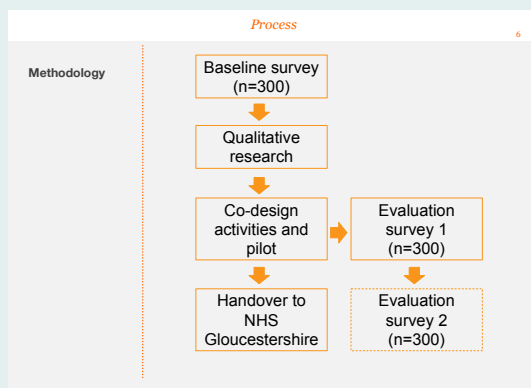 Process
6
Methodology
Baseline survey
(n=300)
Qualitative
research
Co-design
activities and
pilot
Evaluation
survey 1
(n=300)
Handover to
NHS
Gloucestershire
Evaluation
survey 2
(n=300)